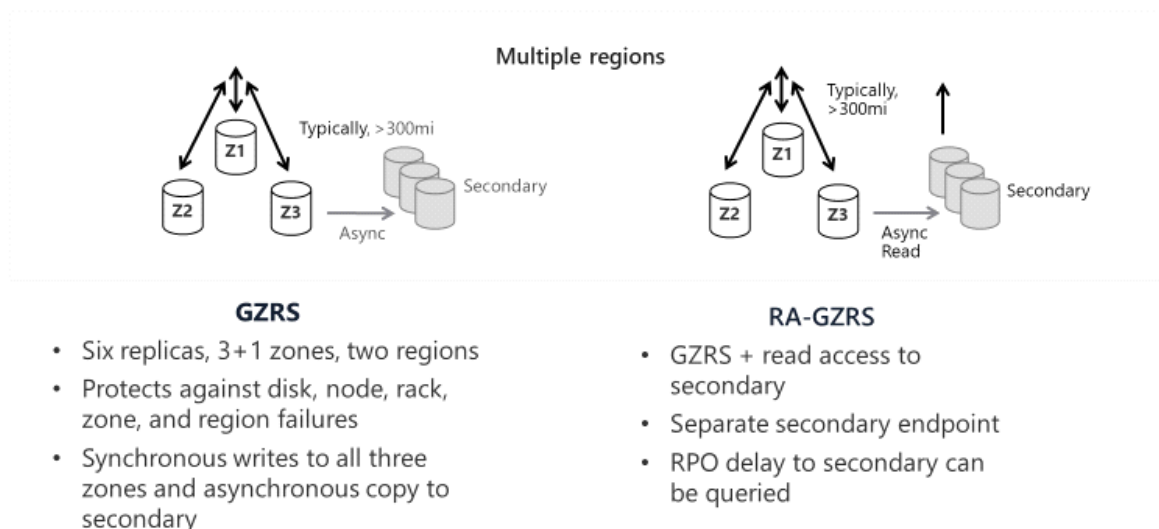 Multiple regions
Z1
Typically, >300mi
Z2
Z3
Secondary
Async
Typically,
>300mi
Z1
Z2
Z3
Secondary
Async
Read
GZRS
• Six replicas, 3+1 zones, two regions
• Protects against disk, node, rack,
zone, and region failures
• Synchronous writes to all three
zones and asynchronous copy to
secondary
RA-GZRS
• GZRS + read access to
secondary
• Separate secondary endpoint
• RPO delay to secondary can
be queried